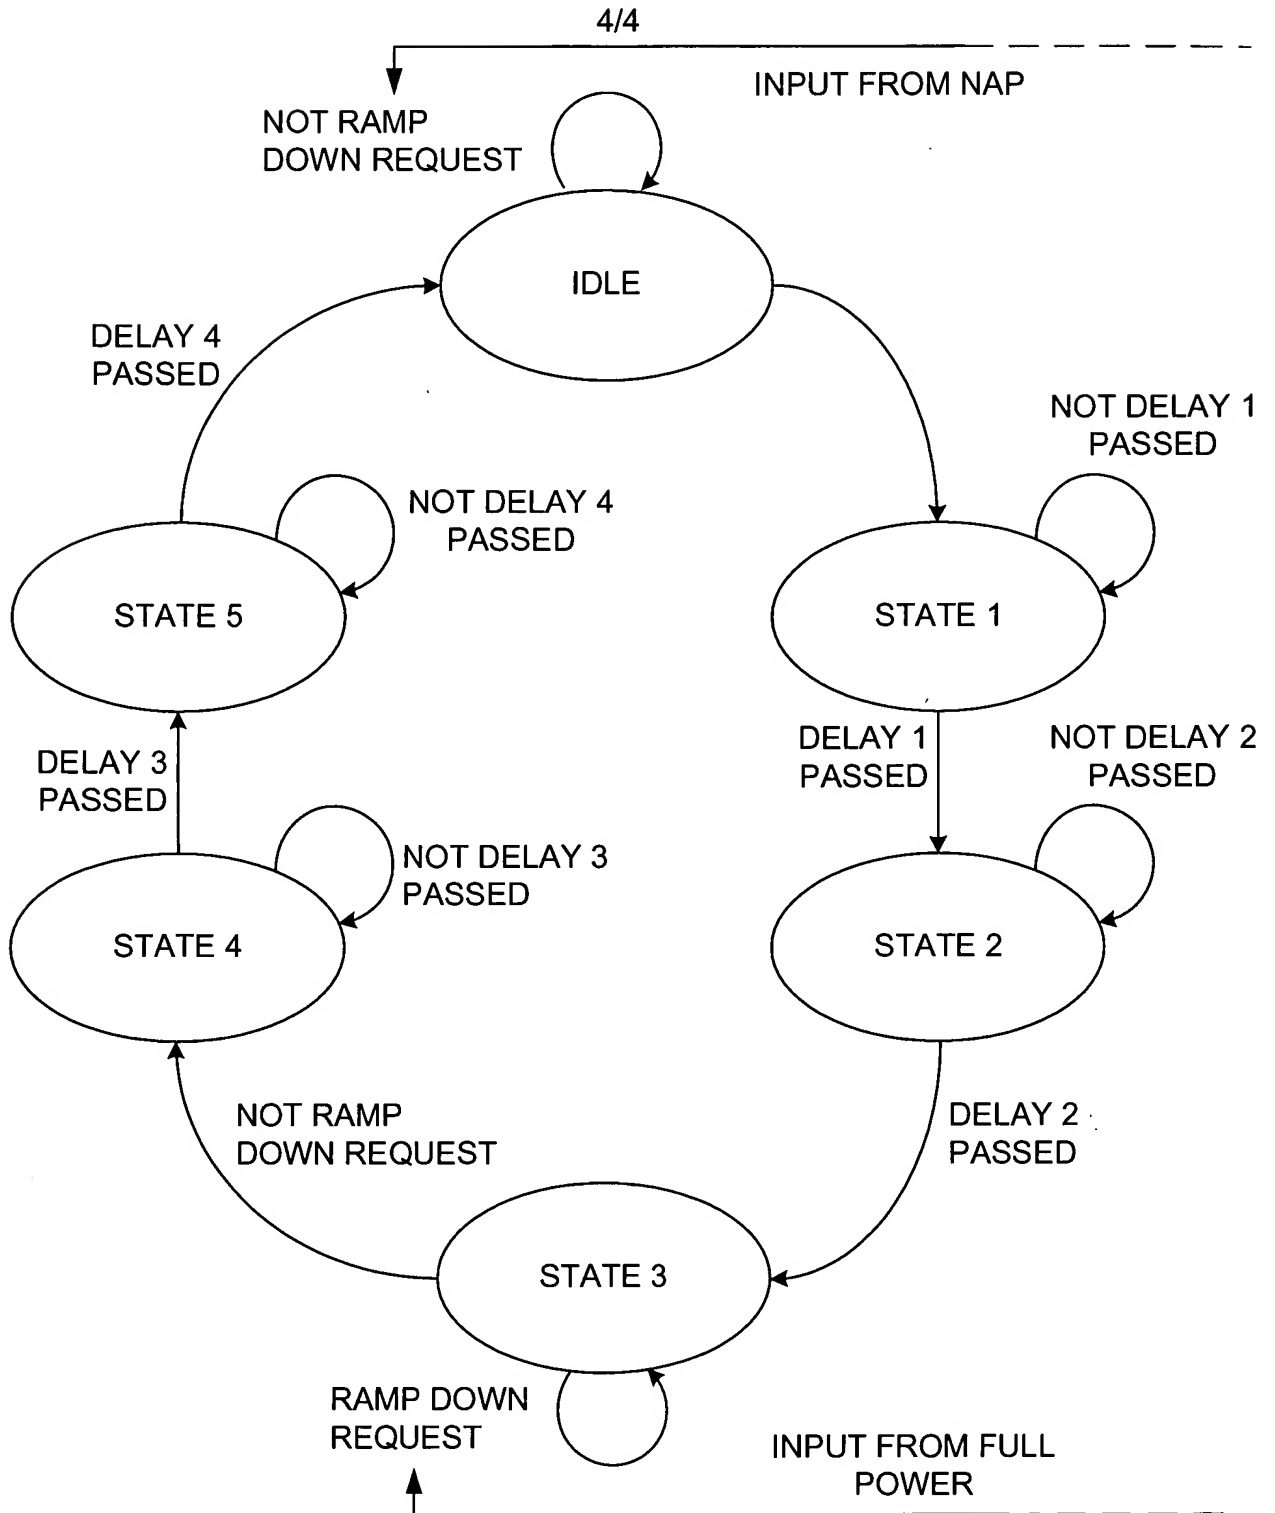 4/4
INPUT FROM NAP
NOT RAMP
DOWN REQUEST
IDLE
DELAY 4
PASSED
NOT DELAY 1
PASSED
NOT DELAY 4
PASSED
STATE 5
STATE 1
DELAY 3
PASSED
DELAY 1
PASSED
NOT DELAY 2
PASSED
NOT DELAY 3
PASSED
STATE 4
STATE 2
NOT RAMP
DOWN REQUEST
DELAY 2
PASSED
STATE 3
RAMP DOWN
REQUEST
INPUT FROM FULL
POWER